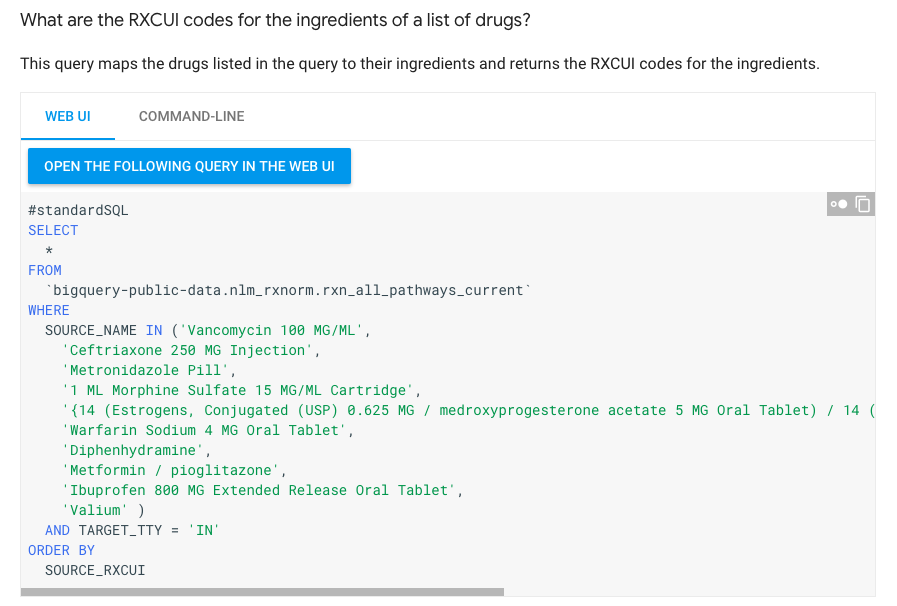 What are the RXCUI codes for the ingredients of a list of drugs?
This query maps the drugs listed in the query to their ingredients and returns the RXCUI codes for the ingredients.
WEB UI COMMAND-LINE
OPEN THE FOLLOWING QUERY IN THE WEB UI
#standardSQL
SELECT
  *
FROM
  `bigquery-public-data.nlm_rxnorm.rxn_all_pathways_current`
WHERE
  SOURCE_NAME IN ('Vancomycin 100 MG/ML',
    'Ceftriaxone 250 MG Injection',
    'Metronidazole Pill',
    '1 ML Morphine Sulfate 15 MG/ML Cartridge',
    '{14 (Estrogens, Conjugated (USP) 0.625 MG / medroxyprogesterone acetate 5 MG Oral Tablet) / 14 (
    'Warfarin Sodium 4 MG Oral Tablet',
    'Diphenhydramine',
    'Metformin / pioglitazone',
    'Ibuprofen 800 MG Extended Release Oral Tablet',
    'Valium' )
  AND TARGET_TTY = 'IN'
ORDER BY
  SOURCE_RXCUI